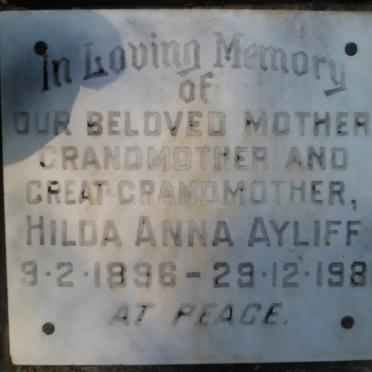 In Loving Memory
of
OUR BELOVED MOTHER
GRANDMOTHER AND
GREAT-GRANDMOTHER,
HILDA ANNA AYLIFF
9·2·1896 – 29·12·198
AT PEACE.